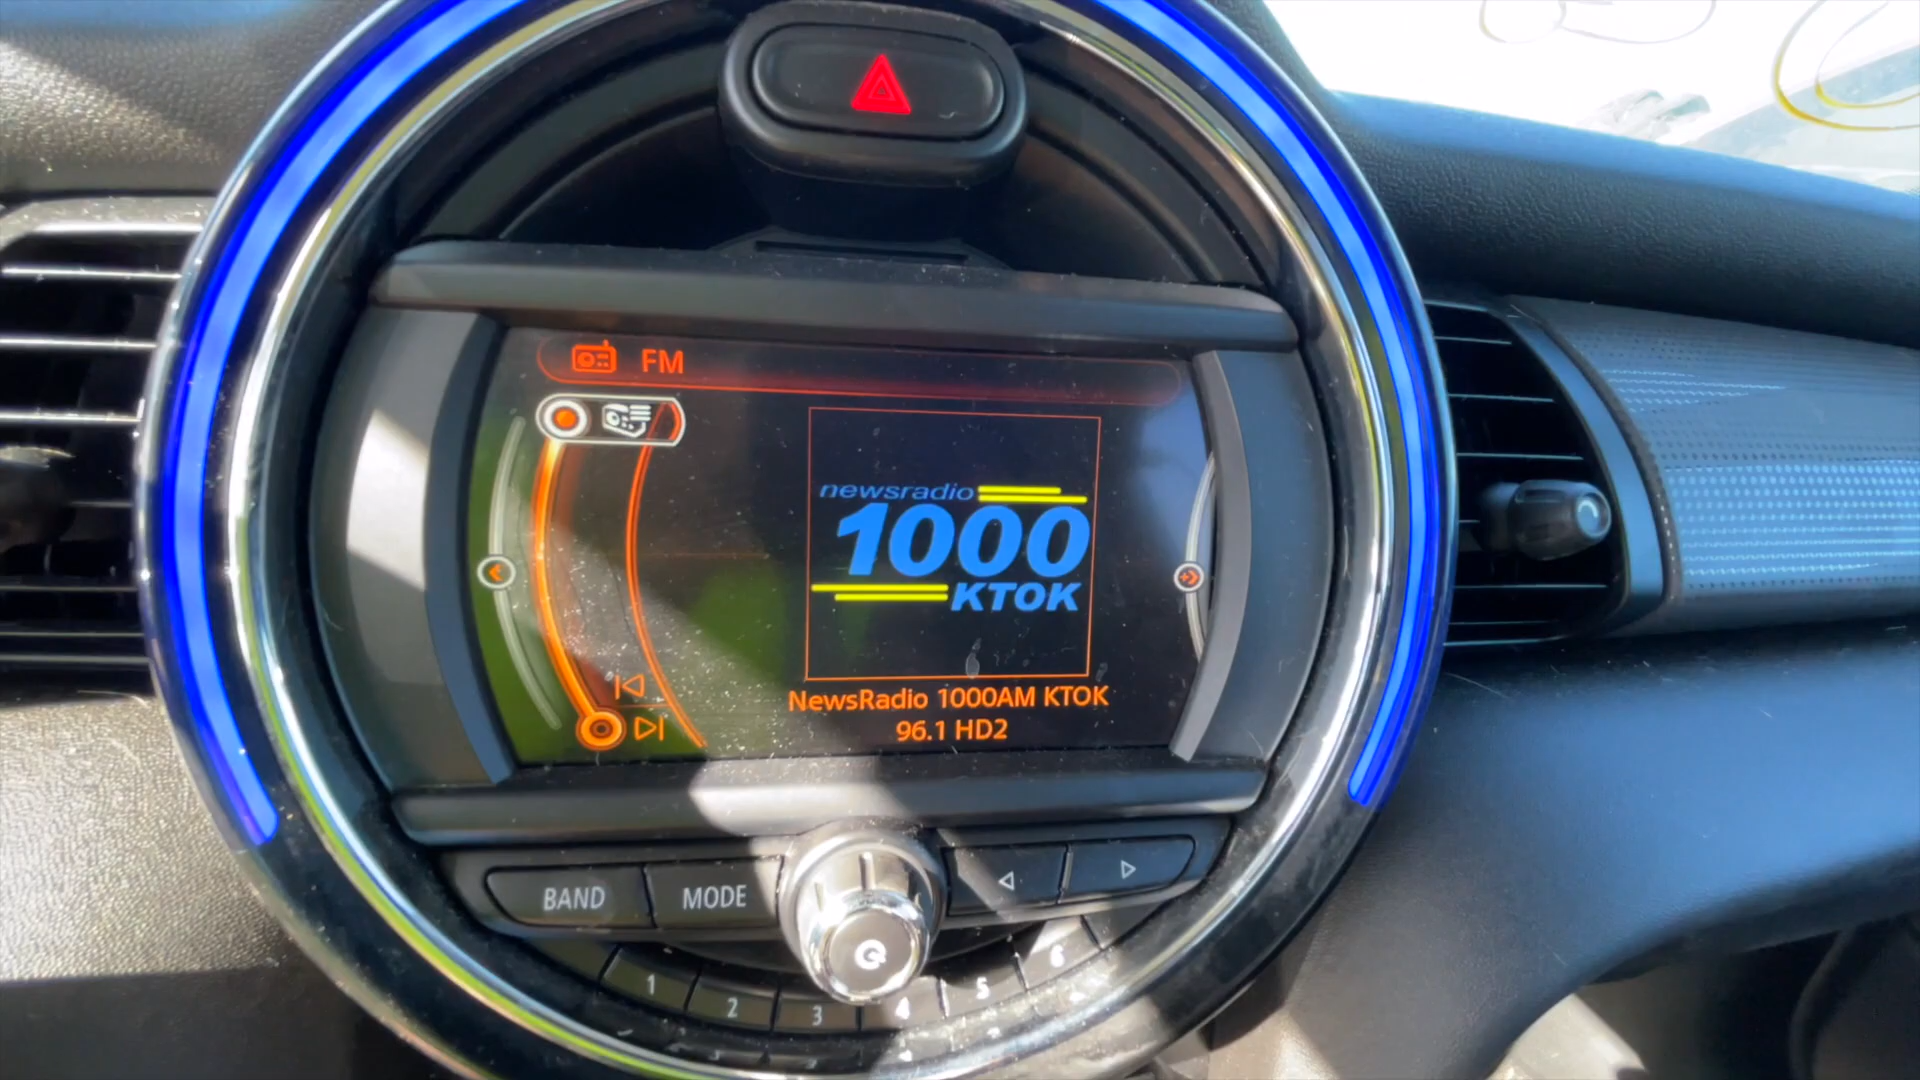 FM
newsradio
1000
KTOK
NewsRadio 1000AM KTOK
96.1 HD2
BAND MODE
1 2 3 4 5 6